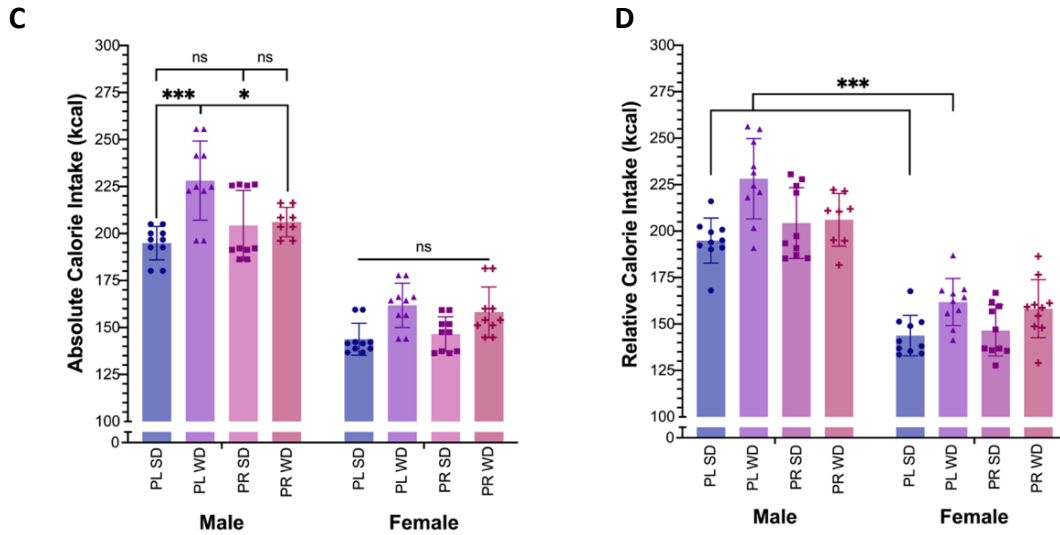 C
Absolute Calorie Intake (kcal)
300
275
250
225
200
175
150
125
100
0
ns
ns
***
*
ns
PL SD
PL WD
PR SD
PR WD
PL SD
PL WD
PR SD
PR WD
Male
Female
D
Relative Calorie Intake (kcal)
300
275
250
225
200
175
150
125
100
0
***
PL SD
PL WD
PR SD
PR WD
PL SD
PL WD
PR SD
PR WD
Male
Female